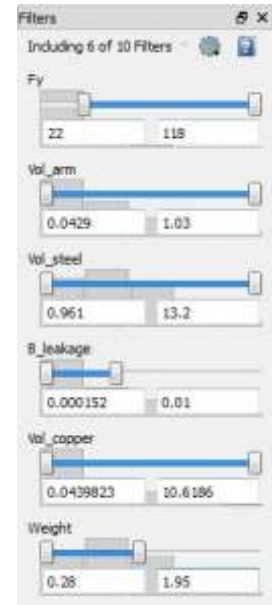 Filters
Including 6 of 10 Filters
Fy
22 118
Vol_arm
0.0429 1.03
Vol_steel
0.961 13.2
B_leakage
0.000152 0.01
Vol_copper
0.0439823 10.6186
Weight
0.28 1.95